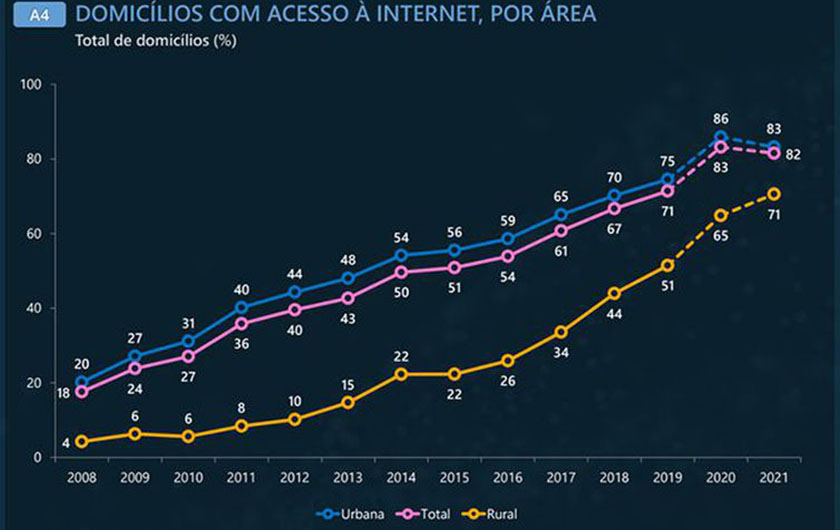 A4 DOMICÍLIOS COM ACESSO À INTERNET, POR ÁREA
Total de domicílios (%)
100
80
60
40
20
0
20 27 31 40 44 48 54 56 59 65 70 75 86 83
18 24 27 36 40 43 50 51 54 61 67 71 83 82
4 6 6 8 10 15 22 22 26 34 44 51 65 71
2008 2009 2010 2011 2012 2013 2014 2015 2016 2017 2018 2019 2020 2021
Urbana Total Rural